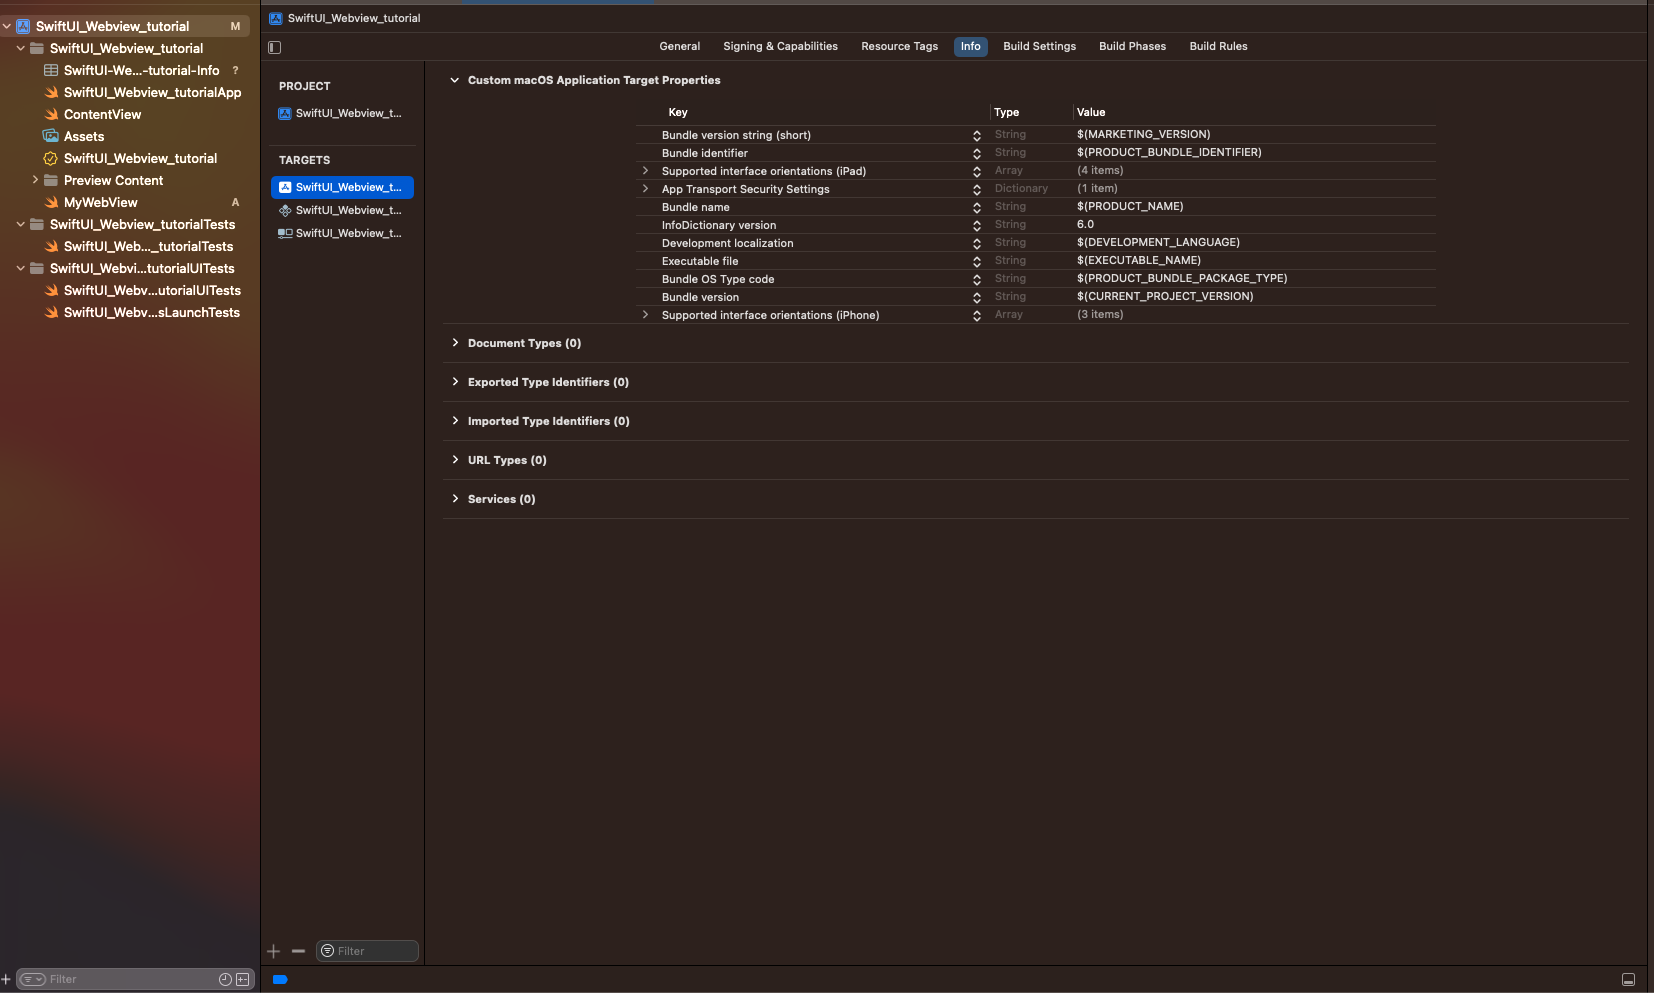 SwiftUI_Webview_tutorial M
SwiftUI_Webview_tutorial
SwiftUI-We...-tutorial-Info ?
SwiftUI_Webview_tutorialApp
ContentView
Assets
SwiftUI_Webview_tutorial
Preview Content
MyWebView A
SwiftUI_Webview_tutorialTests
SwiftUI_Web..._tutorialTests
SwiftUI_Webvi...tutorialUITests
SwiftUI_Webv...utorialUITests
SwiftUI_Webv...sLaunchTests
Filter
SwiftUI_Webview_tutorial
General Signing & Capabilities Resource Tags Info Build Settings Build Phases Build Rules
PROJECT
SwiftUI_Webview_t...
TARGETS
SwiftUI_Webview_t...
SwiftUI_Webview_t...
SwiftUI_Webview_t...
Filter
Custom macOS Application Target Properties
Key Type Value
Bundle version string (short) String $(MARKETING_VERSION)
Bundle identifier String $(PRODUCT_BUNDLE_IDENTIFIER)
Supported interface orientations (iPad) Array (4 items)
App Transport Security Settings Dictionary (1 item)
Bundle name String $(PRODUCT_NAME)
InfoDictionary version String 6.0
Development localization String $(DEVELOPMENT_LANGUAGE)
Executable file String $(EXECUTABLE_NAME)
Bundle OS Type code String $(PRODUCT_BUNDLE_PACKAGE_TYPE)
Bundle version String $(CURRENT_PROJECT_VERSION)
Supported interface orientations (iPhone) Array (3 items)
Document Types (0)
Exported Type Identifiers (0)
Imported Type Identifiers (0)
URL Types (0)
Services (0)